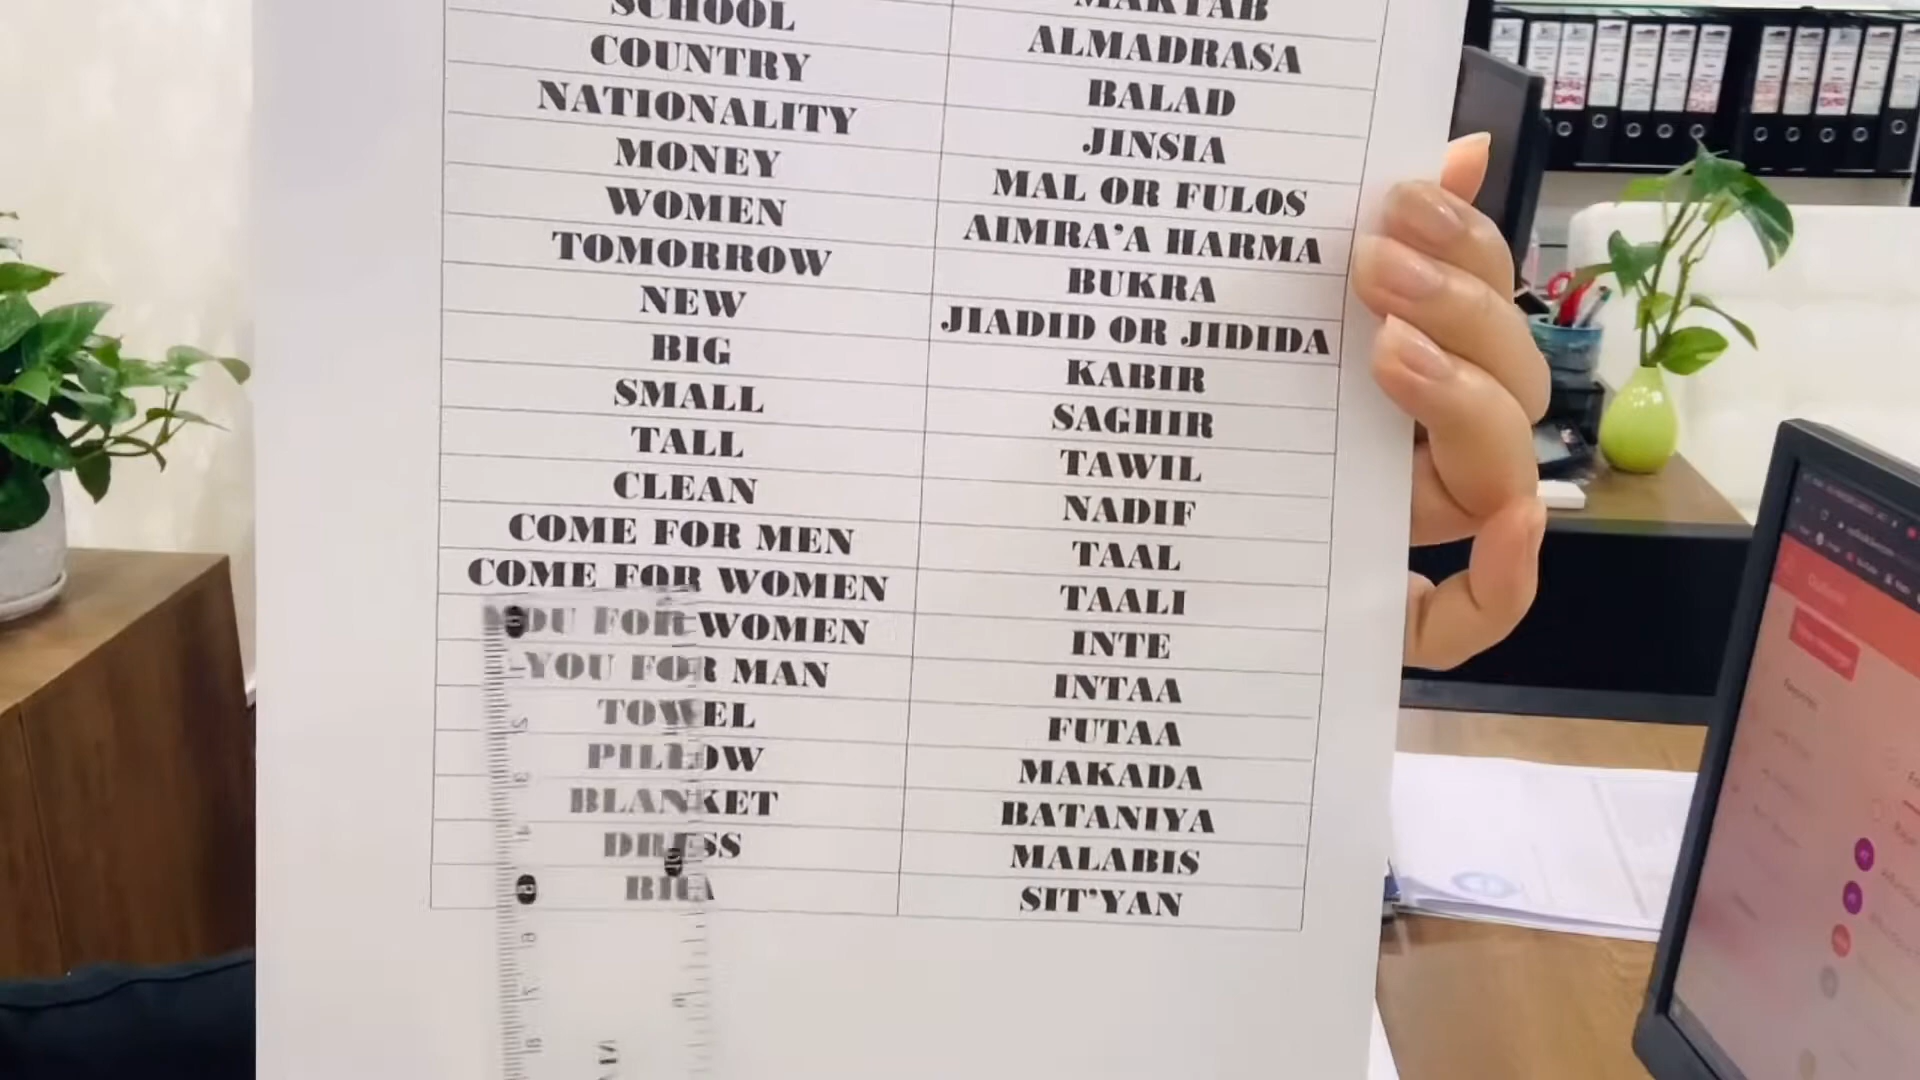 MAKTAB
SCHOOL ALMADRASA
COUNTRY BALAD
NATIONALITY JINSIA
MONEY MAL OR FULOS
WOMEN AIMRA'A HARMA
TOMORROW BUKRA
NEW JIADID OR JIDIDA
BIG KABIR
SMALL SAGHIR
TALL TAWIL
CLEAN NADIF
COME FOR MEN TAAL
COME FOR WOMEN TAALI
YOU FOR WOMEN INTE
YOU FOR MAN INTAA
TOWEL FUTAA
PILLOW MAKADA
BLANKET BATANIYA
DRESS MALABIS
BRA SIT'YAN